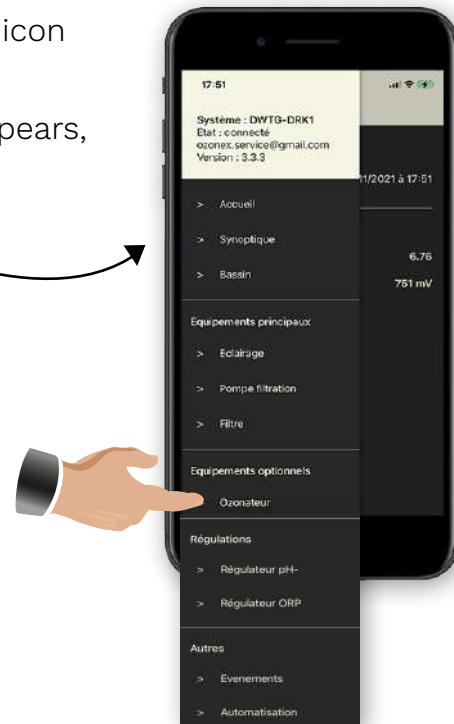 icon
pears,
17:51
Système : DWTG-DRK1
Etat : connecté
ozonex.service@gmail.com
Version : 3.3.3
11/2021 à 17:51
> Accueil
> Synoptique
6.76
> Bassin
751 mV
Equipements principaux
> Eclairage
> Pompe filtration
> Filtre
Equipements optionnels
Ozonateur
Régulations
> Régulateur pH-
> Régulateur ORP
Autres
> Evenements
> Automatisation